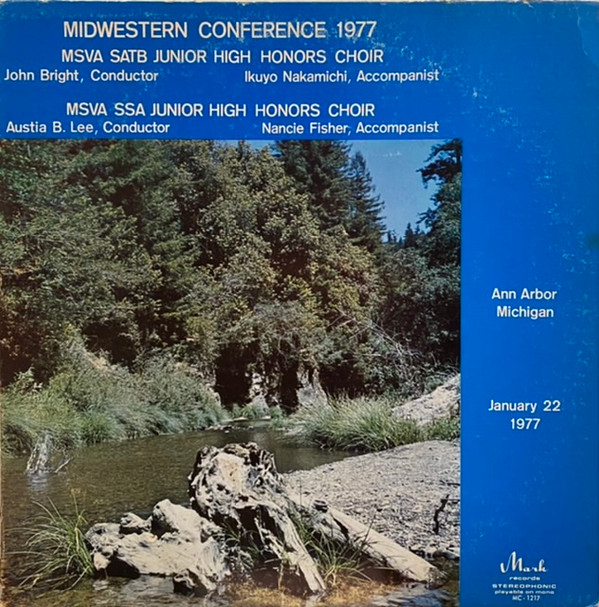 MIDWESTERN CONFERENCE 1977
MSVA SATB JUNIOR HIGH HONORS CHOIR
John Bright, Conductor Ikuyo Nakamichi, Accompanist
MSVA SSA JUNIOR HIGH HONORS CHOIR
Austia B. Lee, Conductor Nancie Fisher, Accompanist
Ann Arbor
Michigan
January 22
1977
Mark
records
STEREOPHONIC
playable on mono
MC-1217